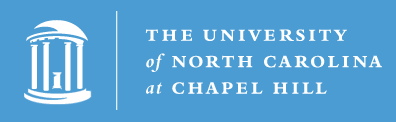 THE UNIVERSITY
of NORTH CAROLINA
at CHAPEL HILL